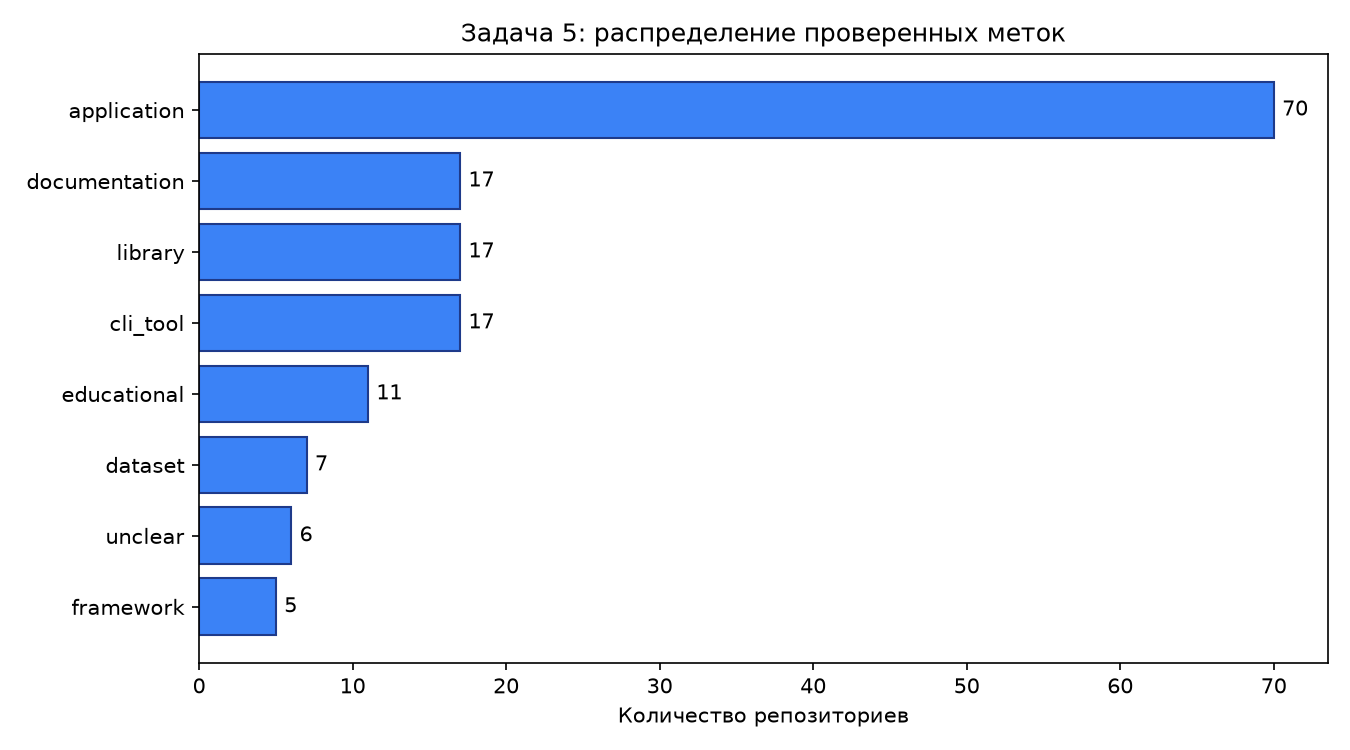 Задача 5: распределение проверенных меток
application 70
documentation 17
library 17
cli_tool 17
educational 11
dataset 7
unclear 6
framework 5
0 10 20 30 40 50 60 70
Количество репозиториев